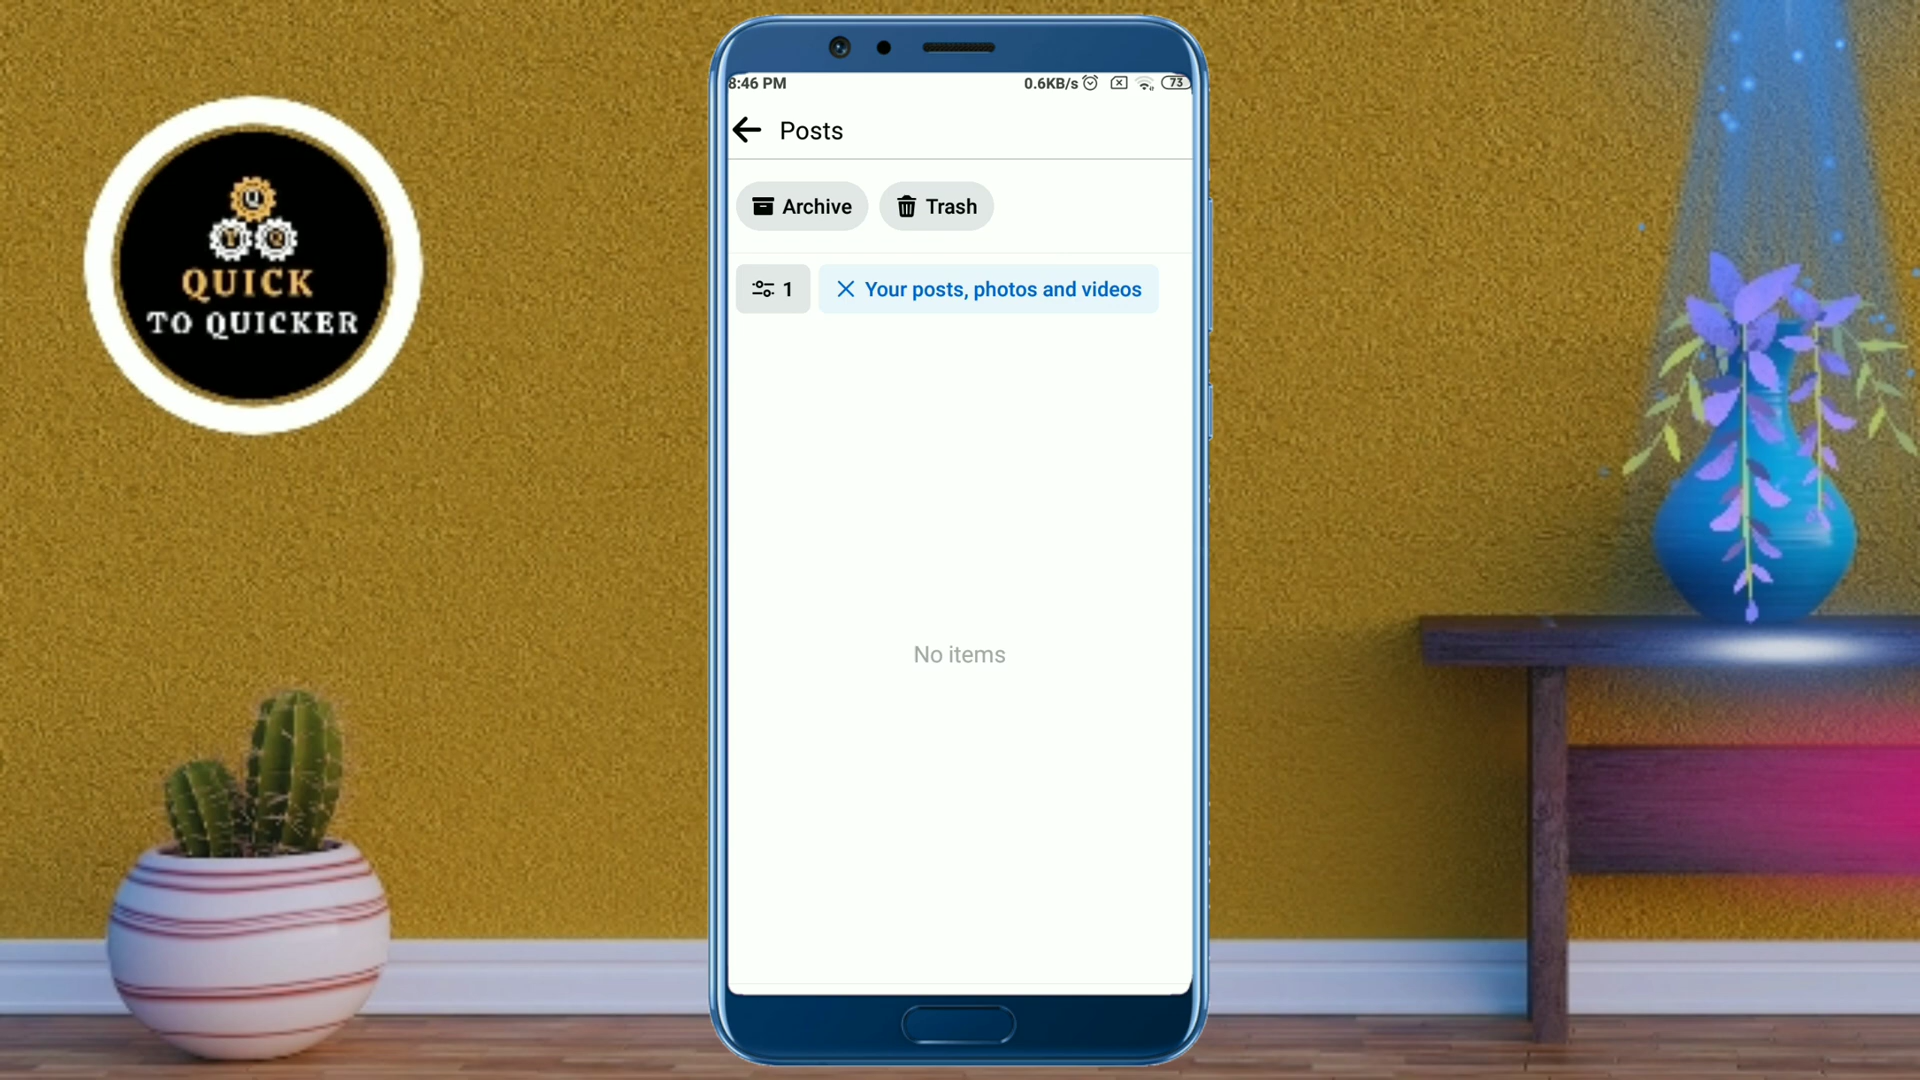 Q
Y Q
QUICK
TO QUICKER
8:46 PM
0.6KB/s 73
Posts
Archive Trash
1 Your posts, photos and videos
No items